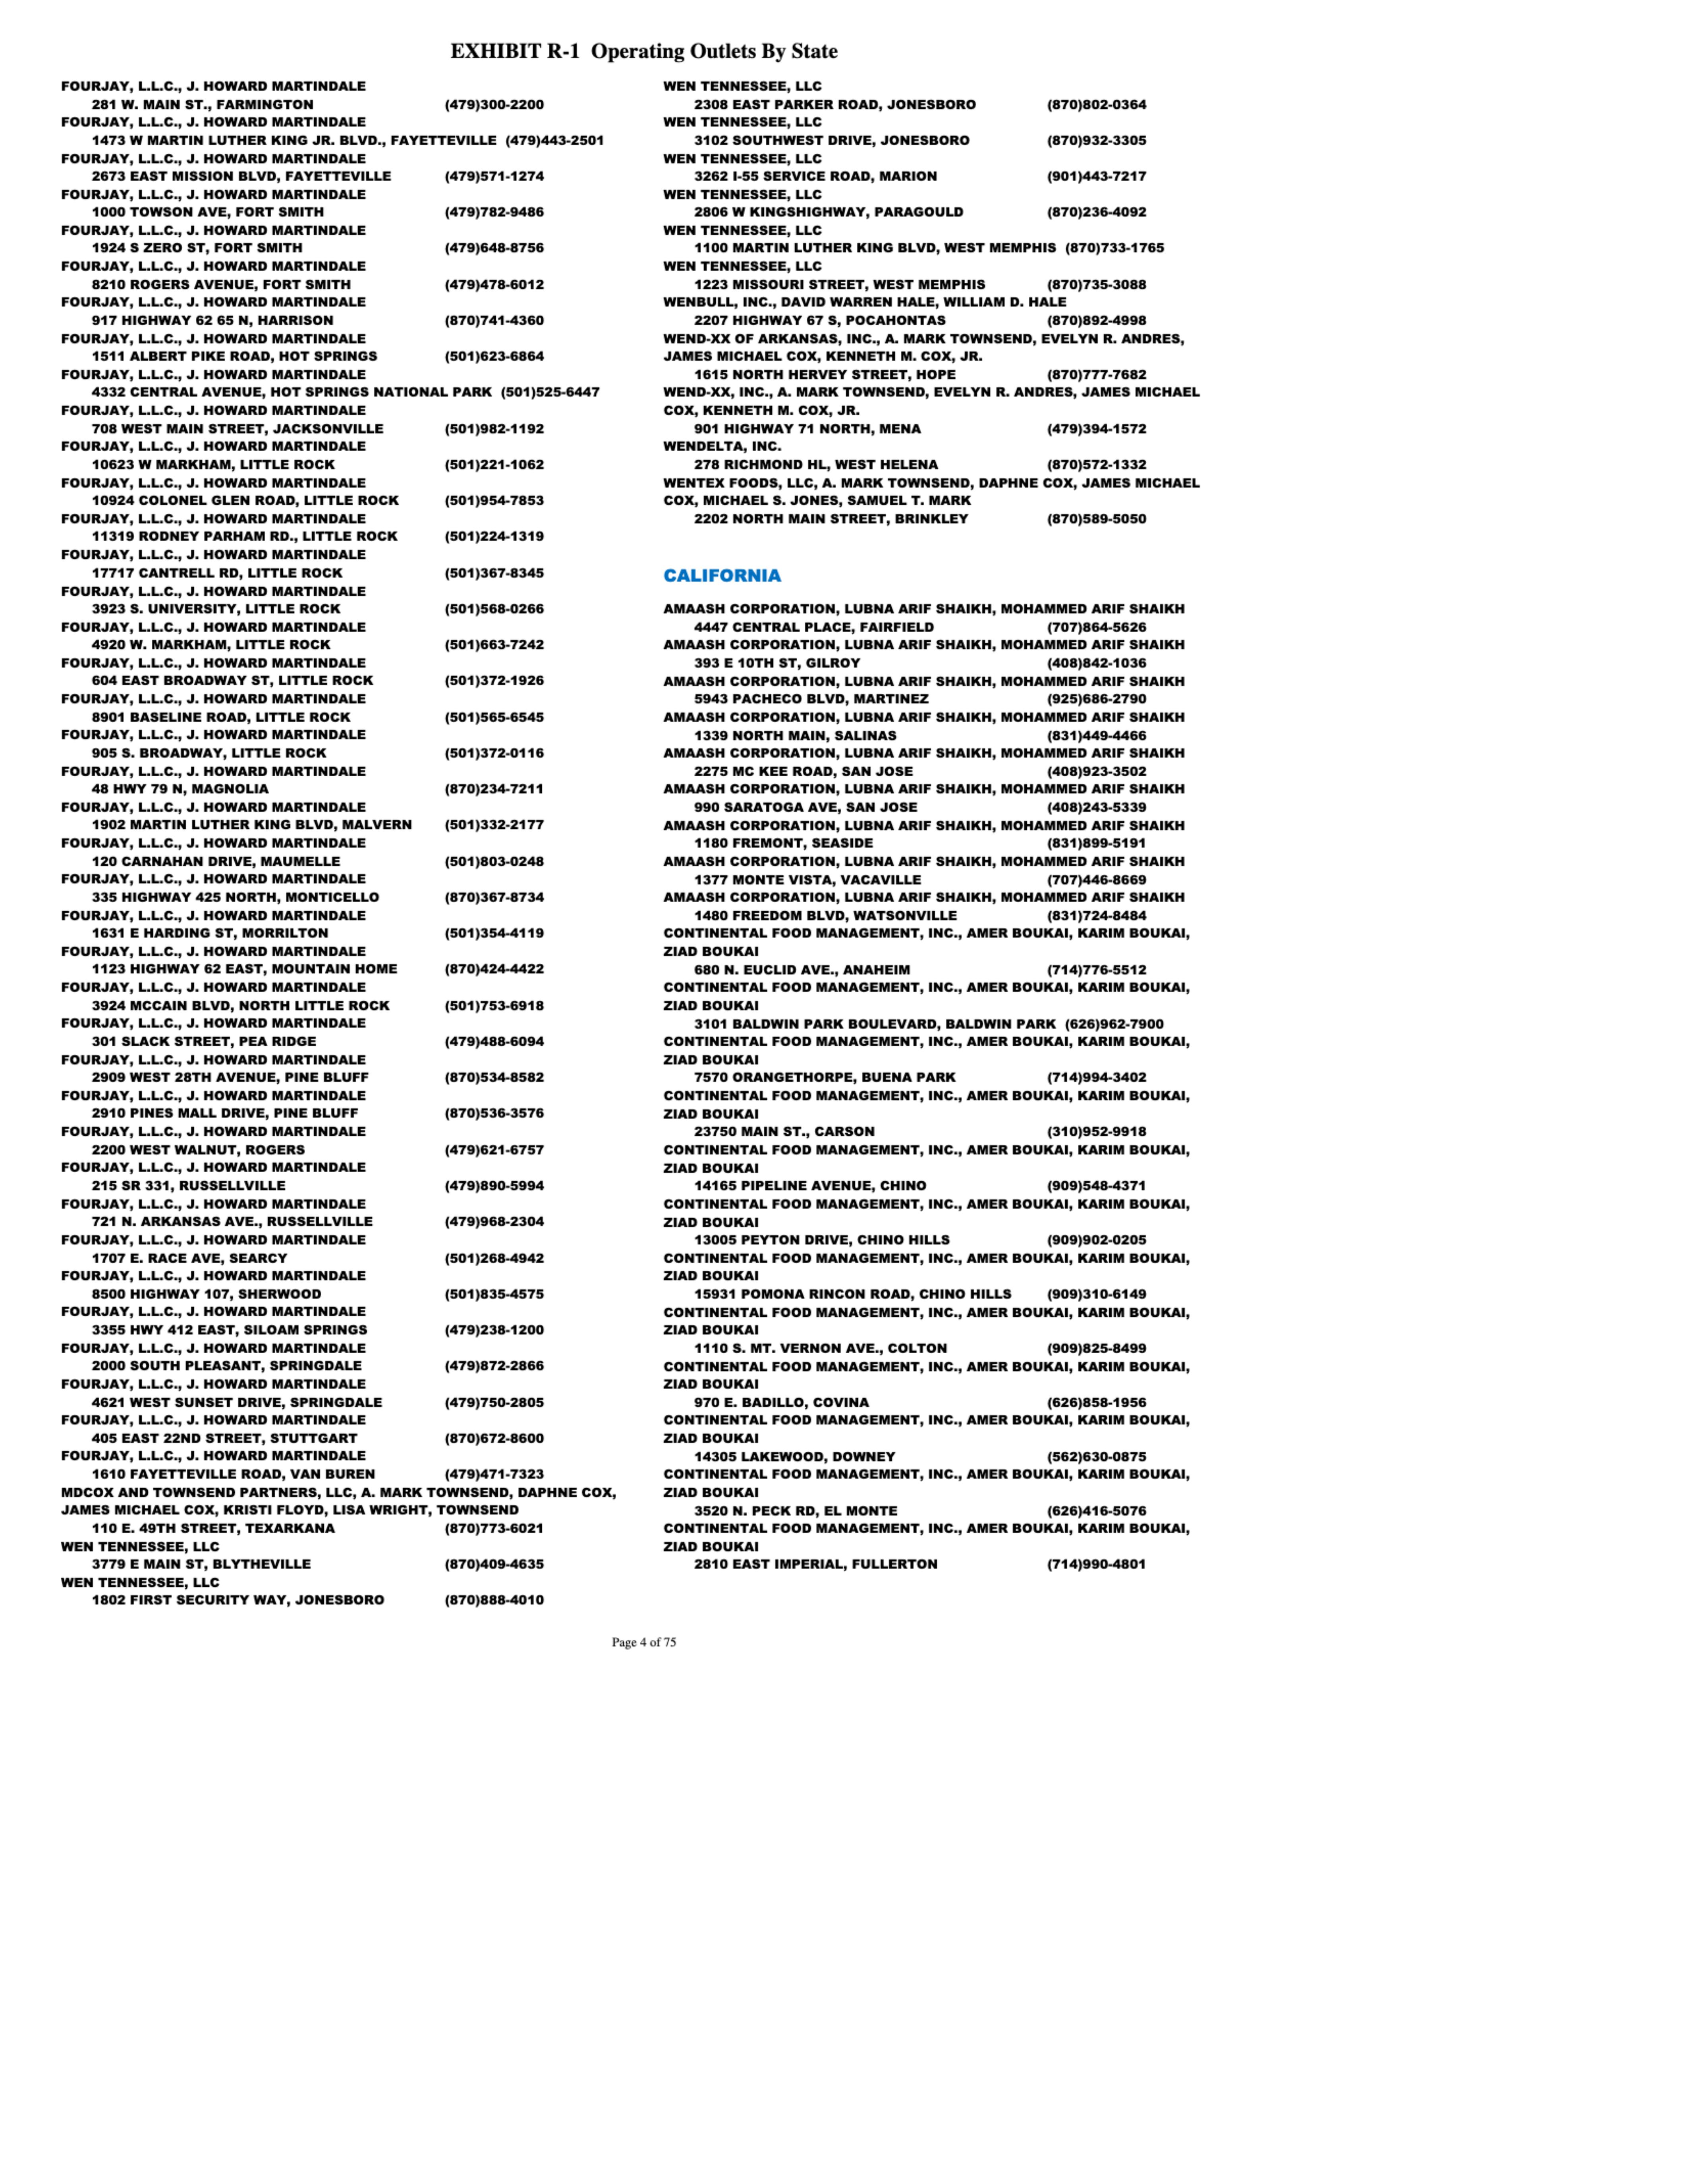 EXHIBIT R-1 Operating Outlets By State
FOURJAY, L.L.C., J. HOWARD MARTINDALE
281 W. MAIN ST., FARMINGTON (479)300-2200
FOURJAY, L.L.C., J. HOWARD MARTINDALE
1473 W MARTIN LUTHER KING JR. BLVD., FAYETTEVILLE (479)443-2501
FOURJAY, L.L.C., J. HOWARD MARTINDALE
2673 EAST MISSION BLVD, FAYETTEVILLE (479)571-1274
FOURJAY, L.L.C., J. HOWARD MARTINDALE
1000 TOWSON AVE, FORT SMITH (479)782-9486
FOURJAY, L.L.C., J. HOWARD MARTINDALE
1924 S ZERO ST, FORT SMITH (479)648-8756
FOURJAY, L.L.C., J. HOWARD MARTINDALE
8210 ROGERS AVENUE, FORT SMITH (479)478-6012
FOURJAY, L.L.C., J. HOWARD MARTINDALE
917 HIGHWAY 62 65 N, HARRISON (870)741-4360
FOURJAY, L.L.C., J. HOWARD MARTINDALE
1511 ALBERT PIKE ROAD, HOT SPRINGS (501)623-6864
FOURJAY, L.L.C., J. HOWARD MARTINDALE
4332 CENTRAL AVENUE, HOT SPRINGS NATIONAL PARK (501)525-6447
FOURJAY, L.L.C., J. HOWARD MARTINDALE
708 WEST MAIN STREET, JACKSONVILLE (501)982-1192
FOURJAY, L.L.C., J. HOWARD MARTINDALE
10623 W MARKHAM, LITTLE ROCK (501)221-1062
FOURJAY, L.L.C., J. HOWARD MARTINDALE
10924 COLONEL GLEN ROAD, LITTLE ROCK (501)954-7853
FOURJAY, L.L.C., J. HOWARD MARTINDALE
11319 RODNEY PARHAM RD., LITTLE ROCK (501)224-1319
FOURJAY, L.L.C., J. HOWARD MARTINDALE
17717 CANTRELL RD, LITTLE ROCK (501)367-8345
FOURJAY, L.L.C., J. HOWARD MARTINDALE
3923 S. UNIVERSITY, LITTLE ROCK (501)568-0266
FOURJAY, L.L.C., J. HOWARD MARTINDALE
4920 W. MARKHAM, LITTLE ROCK (501)663-7242
FOURJAY, L.L.C., J. HOWARD MARTINDALE
604 EAST BROADWAY ST, LITTLE ROCK (501)372-1926
FOURJAY, L.L.C., J. HOWARD MARTINDALE
8901 BASELINE ROAD, LITTLE ROCK (501)565-6545
FOURJAY, L.L.C., J. HOWARD MARTINDALE
905 S. BROADWAY, LITTLE ROCK (501)372-0116
FOURJAY, L.L.C., J. HOWARD MARTINDALE
48 HWY 79 N, MAGNOLIA (870)234-7211
FOURJAY, L.L.C., J. HOWARD MARTINDALE
1902 MARTIN LUTHER KING BLVD, MALVERN (501)332-2177
FOURJAY, L.L.C., J. HOWARD MARTINDALE
120 CARNAHAN DRIVE, MAUMELLE (501)803-0248
FOURJAY, L.L.C., J. HOWARD MARTINDALE
335 HIGHWAY 425 NORTH, MONTICELLO (870)367-8734
FOURJAY, L.L.C., J. HOWARD MARTINDALE
1631 E HARDING ST, MORRILTON (501)354-4119
FOURJAY, L.L.C., J. HOWARD MARTINDALE
1123 HIGHWAY 62 EAST, MOUNTAIN HOME (870)424-4422
FOURJAY, L.L.C., J. HOWARD MARTINDALE
3924 MCCAIN BLVD, NORTH LITTLE ROCK (501)753-6918
FOURJAY, L.L.C., J. HOWARD MARTINDALE
301 SLACK STREET, PEA RIDGE (479)488-6094
FOURJAY, L.L.C., J. HOWARD MARTINDALE
2909 WEST 28TH AVENUE, PINE BLUFF (870)534-8582
FOURJAY, L.L.C., J. HOWARD MARTINDALE
2910 PINES MALL DRIVE, PINE BLUFF (870)536-3576
FOURJAY, L.L.C., J. HOWARD MARTINDALE
2200 WEST WALNUT, ROGERS (479)621-6757
FOURJAY, L.L.C., J. HOWARD MARTINDALE
215 SR 331, RUSSELLVILLE (479)890-5994
FOURJAY, L.L.C., J. HOWARD MARTINDALE
721 N. ARKANSAS AVE., RUSSELLVILLE (479)968-2304
FOURJAY, L.L.C., J. HOWARD MARTINDALE
1707 E. RACE AVE, SEARCY (501)268-4942
FOURJAY, L.L.C., J. HOWARD MARTINDALE
8500 HIGHWAY 107, SHERWOOD (501)835-4575
FOURJAY, L.L.C., J. HOWARD MARTINDALE
3355 HWY 412 EAST, SILOAM SPRINGS (479)238-1200
FOURJAY, L.L.C., J. HOWARD MARTINDALE
2000 SOUTH PLEASANT, SPRINGDALE (479)872-2866
FOURJAY, L.L.C., J. HOWARD MARTINDALE
4621 WEST SUNSET DRIVE, SPRINGDALE (479)750-2805
FOURJAY, L.L.C., J. HOWARD MARTINDALE
405 EAST 22ND STREET, STUTTGART (870)672-8600
FOURJAY, L.L.C., J. HOWARD MARTINDALE
1610 FAYETTEVILLE ROAD, VAN BUREN (479)471-7323
MDCOX AND TOWNSEND PARTNERS, LLC, A. MARK TOWNSEND, DAPHNE COX,
JAMES MICHAEL COX, KRISTI FLOYD, LISA WRIGHT, TOWNSEND
110 E. 49TH STREET, TEXARKANA (870)773-6021
WEN TENNESSEE, LLC
3779 E MAIN ST, BLYTHEVILLE (870)409-4635
WEN TENNESSEE, LLC
1802 FIRST SECURITY WAY, JONESBORO (870)888-4010
WEN TENNESSEE, LLC
2308 EAST PARKER ROAD, JONESBORO (870)802-0364
WEN TENNESSEE, LLC
3102 SOUTHWEST DRIVE, JONESBORO (870)932-3305
WEN TENNESSEE, LLC
3262 I-55 SERVICE ROAD, MARION (901)443-7217
WEN TENNESSEE, LLC
2806 W KINGSHIGHWAY, PARAGOULD (870)236-4092
WEN TENNESSEE, LLC
1100 MARTIN LUTHER KING BLVD, WEST MEMPHIS (870)733-1765
WEN TENNESSEE, LLC
1223 MISSOURI STREET, WEST MEMPHIS (870)735-3088
WENBULL, INC., DAVID WARREN HALE, WILLIAM D. HALE
2207 HIGHWAY 67 S, POCAHONTAS (870)892-4998
WEND-XX OF ARKANSAS, INC., A. MARK TOWNSEND, EVELYN R. ANDRES,
JAMES MICHAEL COX, KENNETH M. COX, JR.
1615 NORTH HERVEY STREET, HOPE (870)777-7682
WEND-XX, INC., A. MARK TOWNSEND, EVELYN R. ANDRES, JAMES MICHAEL
COX, KENNETH M. COX, JR.
901 HIGHWAY 71 NORTH, MENA (479)394-1572
WENDELTA, INC.
278 RICHMOND HL, WEST HELENA (870)572-1332
WENTEX FOODS, LLC, A. MARK TOWNSEND, DAPHNE COX, JAMES MICHAEL
COX, MICHAEL S. JONES, SAMUEL T. MARK
2202 NORTH MAIN STREET, BRINKLEY (870)589-5050
CALIFORNIA
AMAASH CORPORATION, LUBNA ARIF SHAIKH, MOHAMMED ARIF SHAIKH
4447 CENTRAL PLACE, FAIRFIELD (707)864-5626
AMAASH CORPORATION, LUBNA ARIF SHAIKH, MOHAMMED ARIF SHAIKH
393 E 10TH ST, GILROY (408)842-1036
AMAASH CORPORATION, LUBNA ARIF SHAIKH, MOHAMMED ARIF SHAIKH
5943 PACHECO BLVD, MARTINEZ (925)686-2790
AMAASH CORPORATION, LUBNA ARIF SHAIKH, MOHAMMED ARIF SHAIKH
1339 NORTH MAIN, SALINAS (831)449-4466
AMAASH CORPORATION, LUBNA ARIF SHAIKH, MOHAMMED ARIF SHAIKH
2275 MC KEE ROAD, SAN JOSE (408)923-3502
AMAASH CORPORATION, LUBNA ARIF SHAIKH, MOHAMMED ARIF SHAIKH
990 SARATOGA AVE, SAN JOSE (408)243-5339
AMAASH CORPORATION, LUBNA ARIF SHAIKH, MOHAMMED ARIF SHAIKH
1180 FREMONT, SEASIDE (831)899-5191
AMAASH CORPORATION, LUBNA ARIF SHAIKH, MOHAMMED ARIF SHAIKH
1377 MONTE VISTA, VACAVILLE (707)446-8669
AMAASH CORPORATION, LUBNA ARIF SHAIKH, MOHAMMED ARIF SHAIKH
1480 FREEDOM BLVD, WATSONVILLE (831)724-8484
CONTINENTAL FOOD MANAGEMENT, INC., AMER BOUKAI, KARIM BOUKAI,
ZIAD BOUKAI
680 N. EUCLID AVE., ANAHEIM (714)776-5512
CONTINENTAL FOOD MANAGEMENT, INC., AMER BOUKAI, KARIM BOUKAI,
ZIAD BOUKAI
3101 BALDWIN PARK BOULEVARD, BALDWIN PARK (626)962-7900
CONTINENTAL FOOD MANAGEMENT, INC., AMER BOUKAI, KARIM BOUKAI,
ZIAD BOUKAI
7570 ORANGETHORPE, BUENA PARK (714)994-3402
CONTINENTAL FOOD MANAGEMENT, INC., AMER BOUKAI, KARIM BOUKAI,
ZIAD BOUKAI
23750 MAIN ST., CARSON (310)952-9918
CONTINENTAL FOOD MANAGEMENT, INC., AMER BOUKAI, KARIM BOUKAI,
ZIAD BOUKAI
14165 PIPELINE AVENUE, CHINO (909)548-4371
CONTINENTAL FOOD MANAGEMENT, INC., AMER BOUKAI, KARIM BOUKAI,
ZIAD BOUKAI
13005 PEYTON DRIVE, CHINO HILLS (909)902-0205
CONTINENTAL FOOD MANAGEMENT, INC., AMER BOUKAI, KARIM BOUKAI,
ZIAD BOUKAI
15931 POMONA RINCON ROAD, CHINO HILLS (909)310-6149
CONTINENTAL FOOD MANAGEMENT, INC., AMER BOUKAI, KARIM BOUKAI,
ZIAD BOUKAI
1110 S. MT. VERNON AVE., COLTON (909)825-8499
CONTINENTAL FOOD MANAGEMENT, INC., AMER BOUKAI, KARIM BOUKAI,
ZIAD BOUKAI
970 E. BADILLO, COVINA (626)858-1956
CONTINENTAL FOOD MANAGEMENT, INC., AMER BOUKAI, KARIM BOUKAI,
ZIAD BOUKAI
14305 LAKEWOOD, DOWNEY (562)630-0875
CONTINENTAL FOOD MANAGEMENT, INC., AMER BOUKAI, KARIM BOUKAI,
ZIAD BOUKAI
3520 N. PECK RD, EL MONTE (626)416-5076
CONTINENTAL FOOD MANAGEMENT, INC., AMER BOUKAI, KARIM BOUKAI,
ZIAD BOUKAI
2810 EAST IMPERIAL, FULLERTON (714)990-4801
Page 4 of 75